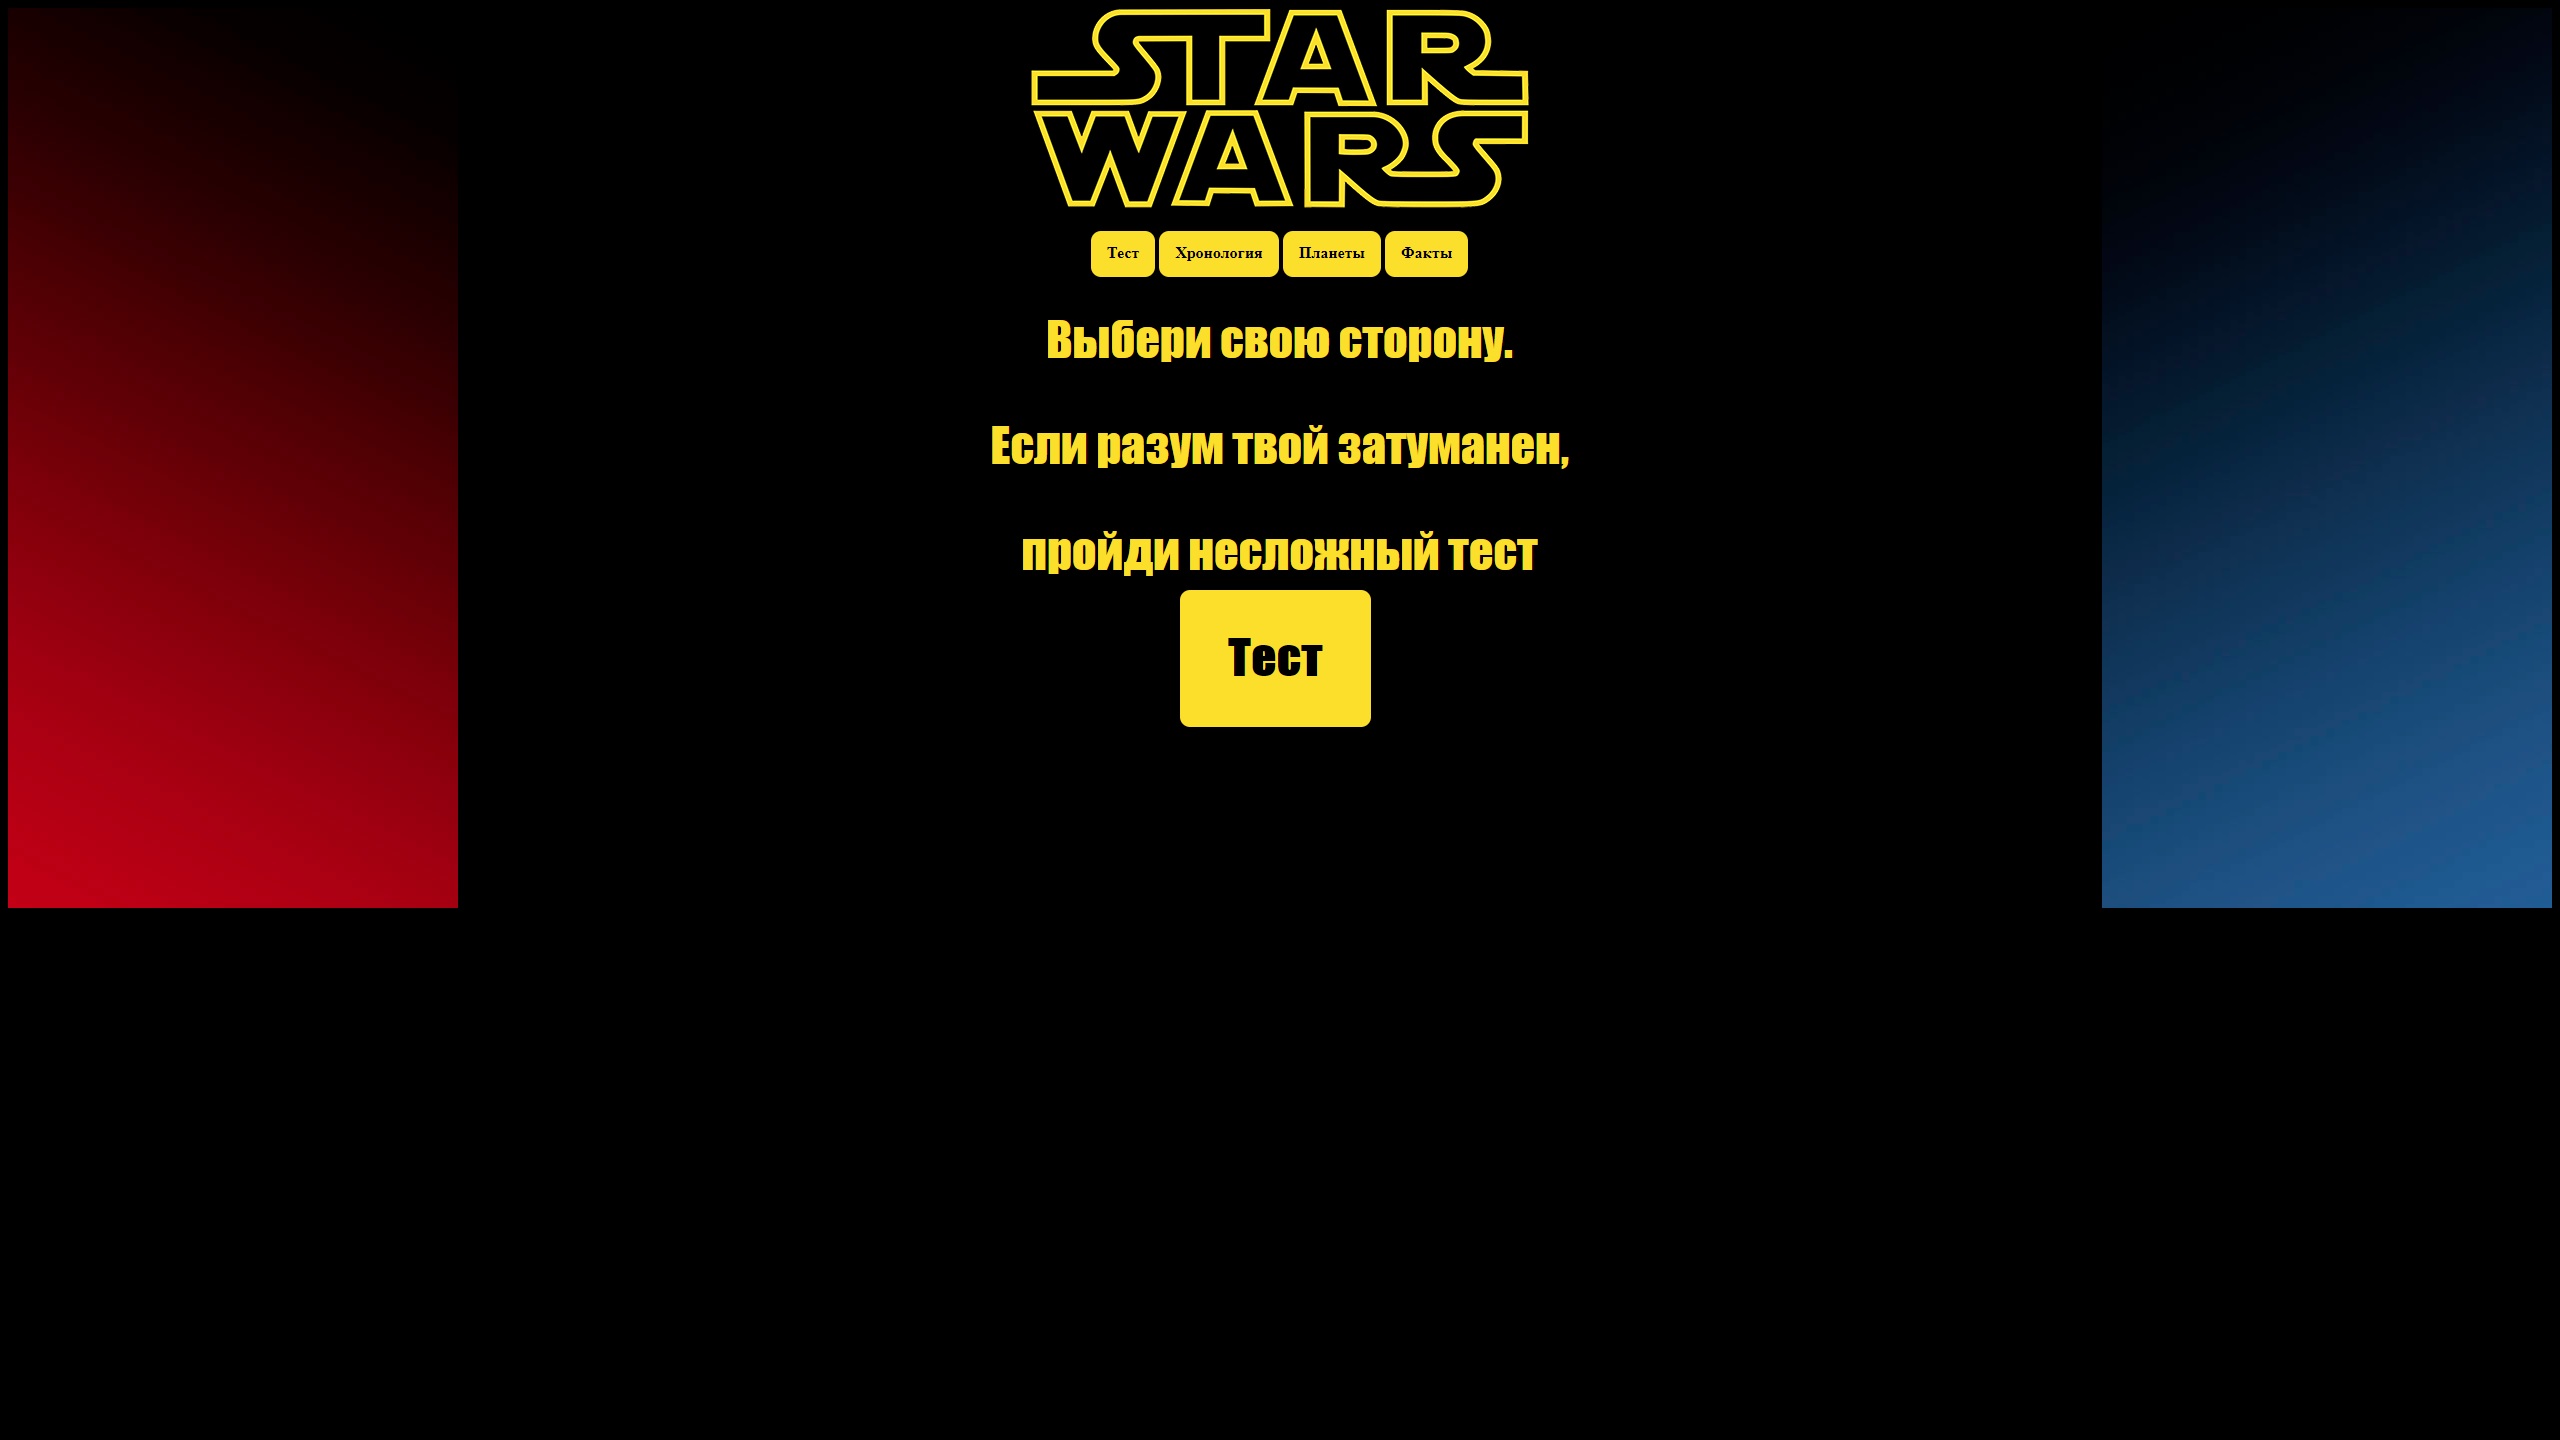 STAR
WARS
Тест Хронология Планеты Факты
Выбери свою сторону.
Если разум твой затуманен,
пройди несложный тест
Тест